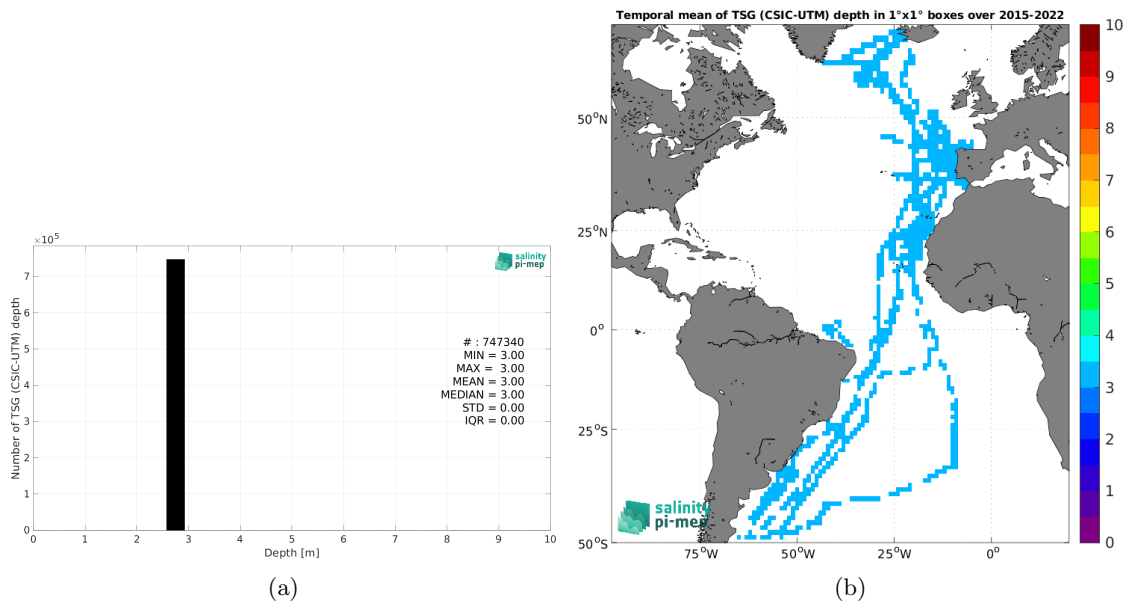 ×10⁵
7
6
5
4
3
2
1
0
Number of TSG (CSIC-UTM) depth
0 1 2 3 4 5 6 7 8 9 10
Depth [m]
salinity
pi-mep
# : 747340
MIN = 3.00
MAX = 3.00
MEAN = 3.00
MEDIAN = 3.00
STD = 0.00
IQR = 0.00
(a)
Temporal mean of TSG (CSIC-UTM) depth in 1°x1° boxes over 2015-2022
50°N
25°N
0°
25°S
50°S
75°W 50°W 25°W 0°
salinity
pi-mep
10
9
8
7
6
5
4
3
2
1
0
(b)